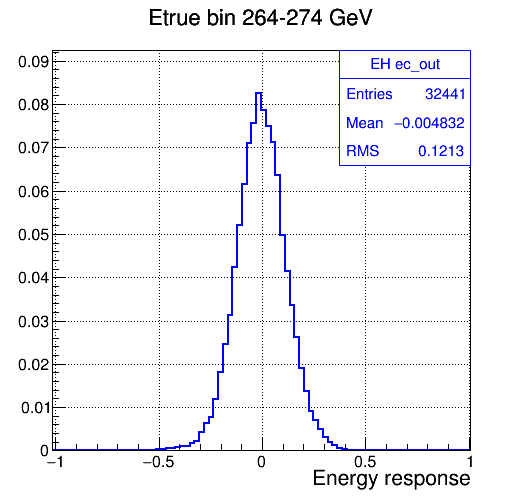 Etrue bin 264-274 GeV
EH ec_out
Entries 32441
Mean −0.004832
RMS 0.1213
0.09
0.08
0.07
0.06
0.05
0.04
0.03
0.02
0.01
0
−1 −0.5 0 0.5 1
Energy response